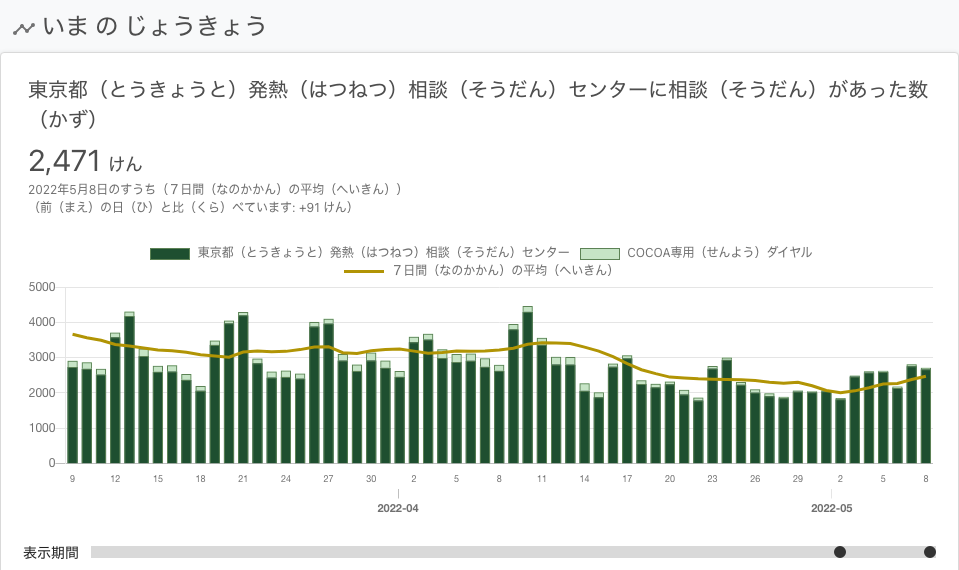 いま の じょうきょう
東京都（とうきょうと）発熱（はつねつ）相談（そうだん）センターに相談（そうだん）があった数
（かず）
2,471 けん
2022年5月8日のすうち（７日間（なのかかん）の平均（へいきん））
（前（まえ）の日（ひ）と比（くら）べています: +91 けん）
東京都（とうきょうと）発熱（はつねつ）相談（そうだん）センター COCOA専用（せんよう）ダイヤル
７日間（なのかかん）の平均（へいきん）
5000
4000
3000
2000
1000
0
9 12 15 18 21 24 27 30 2 5 8 11 14 17 20 23 26 29 2 5 8
2022-04 2022-05
表示期間